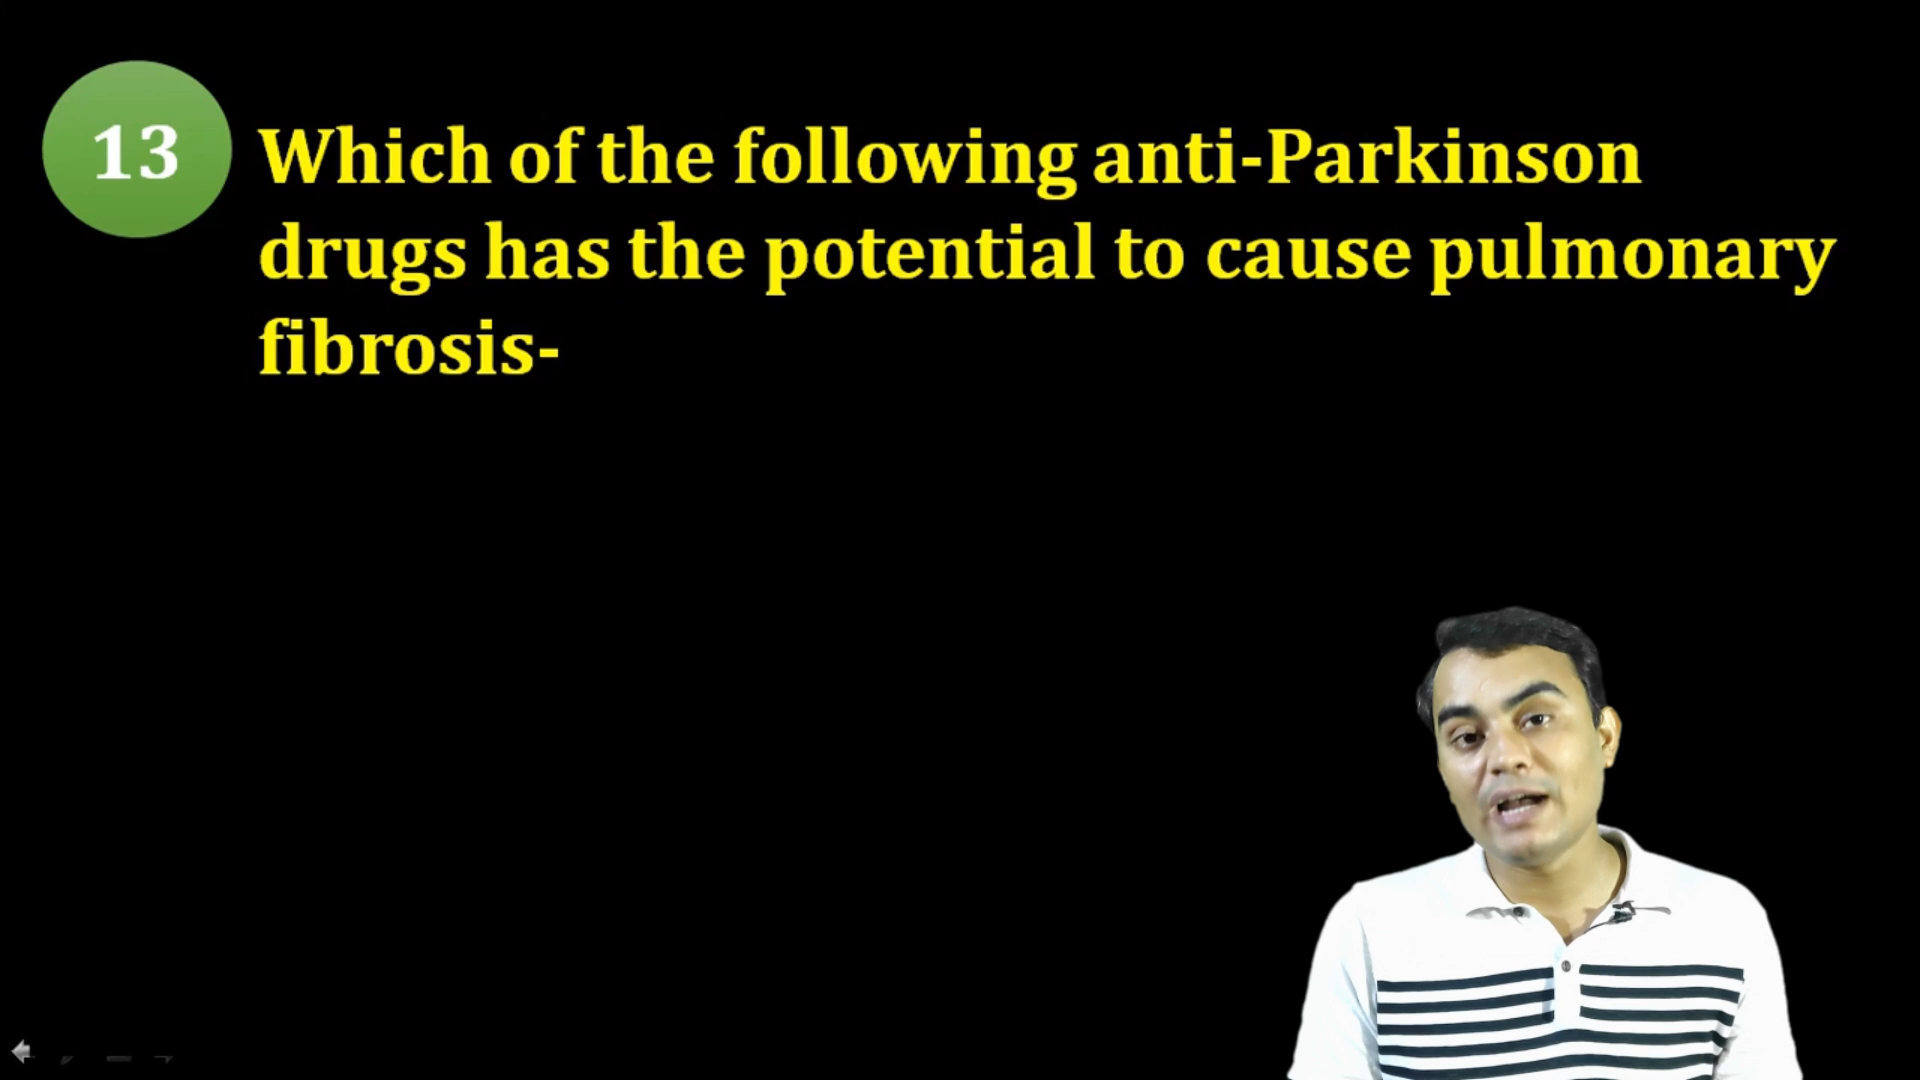 13
Which of the following anti-Parkinson
drugs has the potential to cause pulmonary
fibrosis-